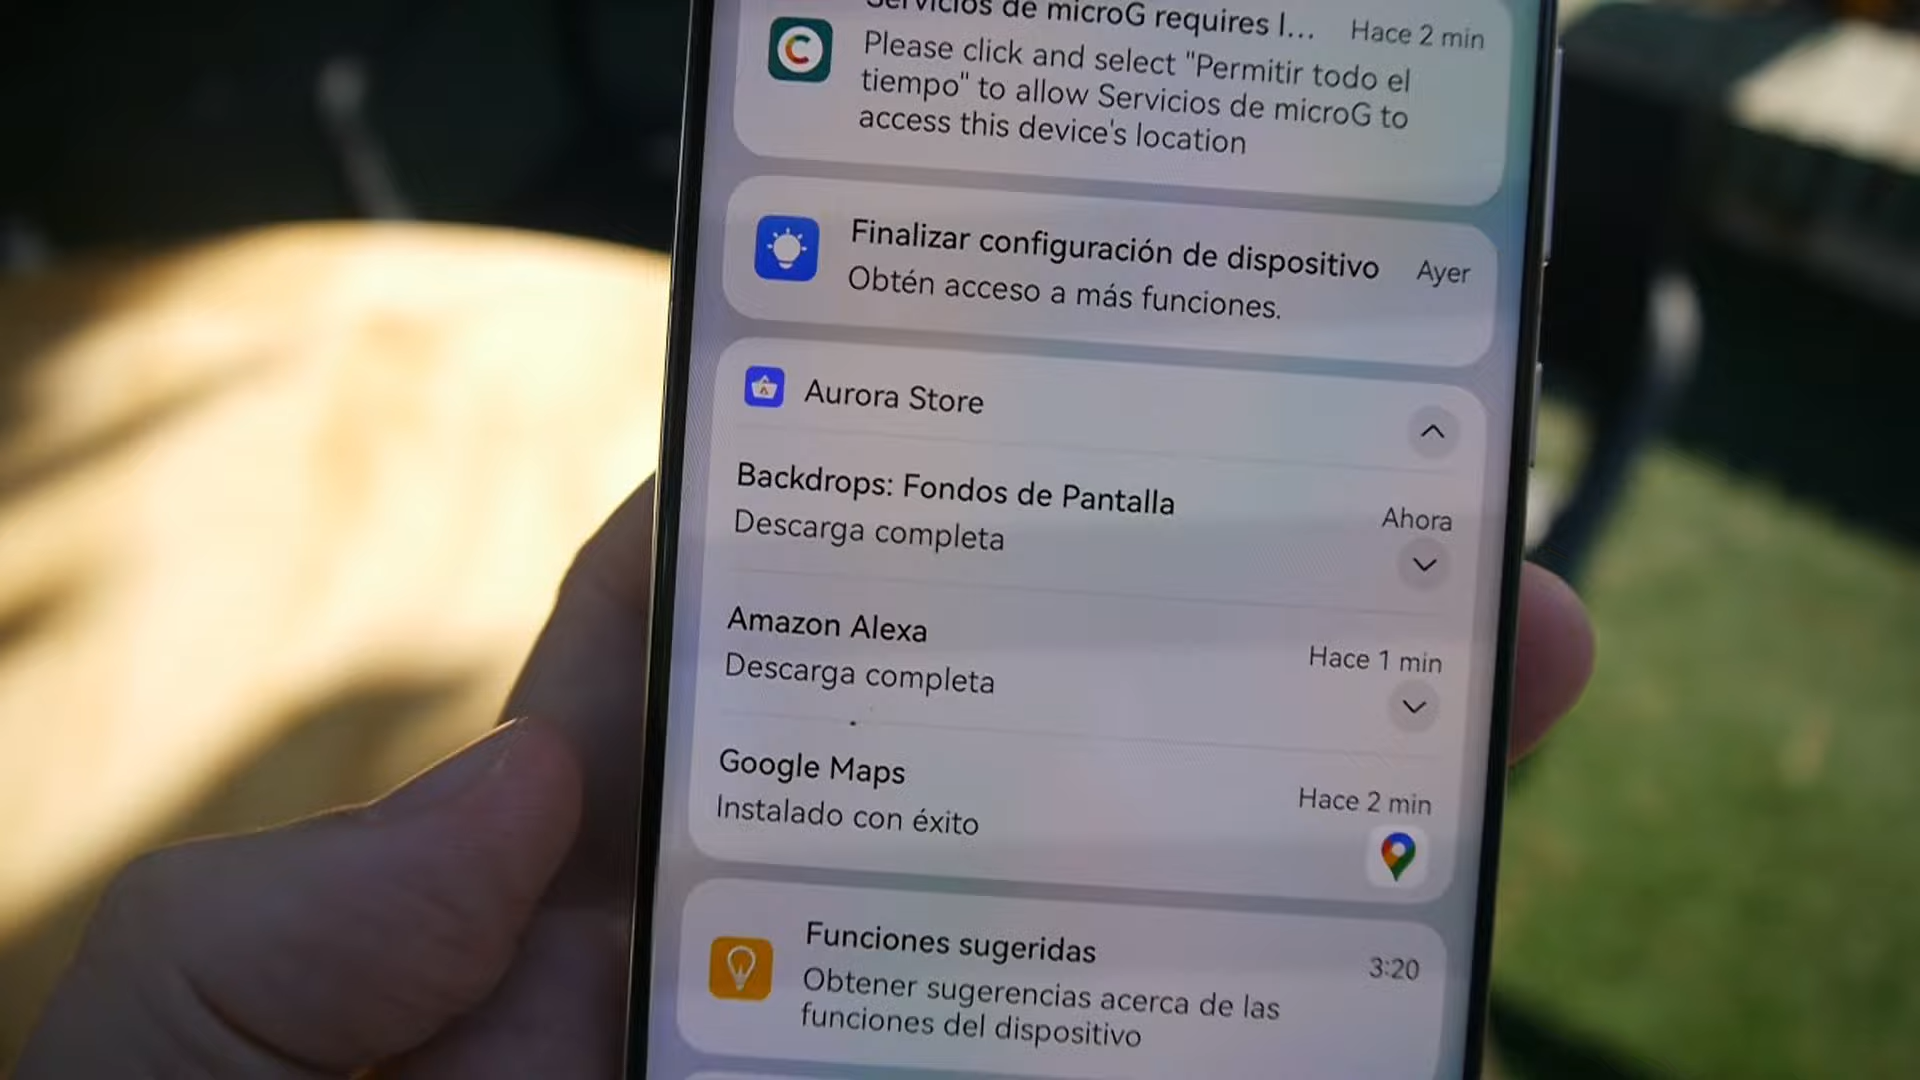 Servicios de microG requires l... Hace 2 min
Please click and select "Permitir todo el
tiempo" to allow Servicios de microG to
access this device's location
Finalizar configuración de dispositivo Ayer
Obtén acceso a más funciones.
Aurora Store
Backdrops: Fondos de Pantalla Ahora
Descarga completa
Amazon Alexa Hace 1 min
Descarga completa
Google Maps Hace 2 min
Instalado con éxito
Funciones sugeridas 3:20
Obtener sugerencias acerca de las
funciones del dispositivo